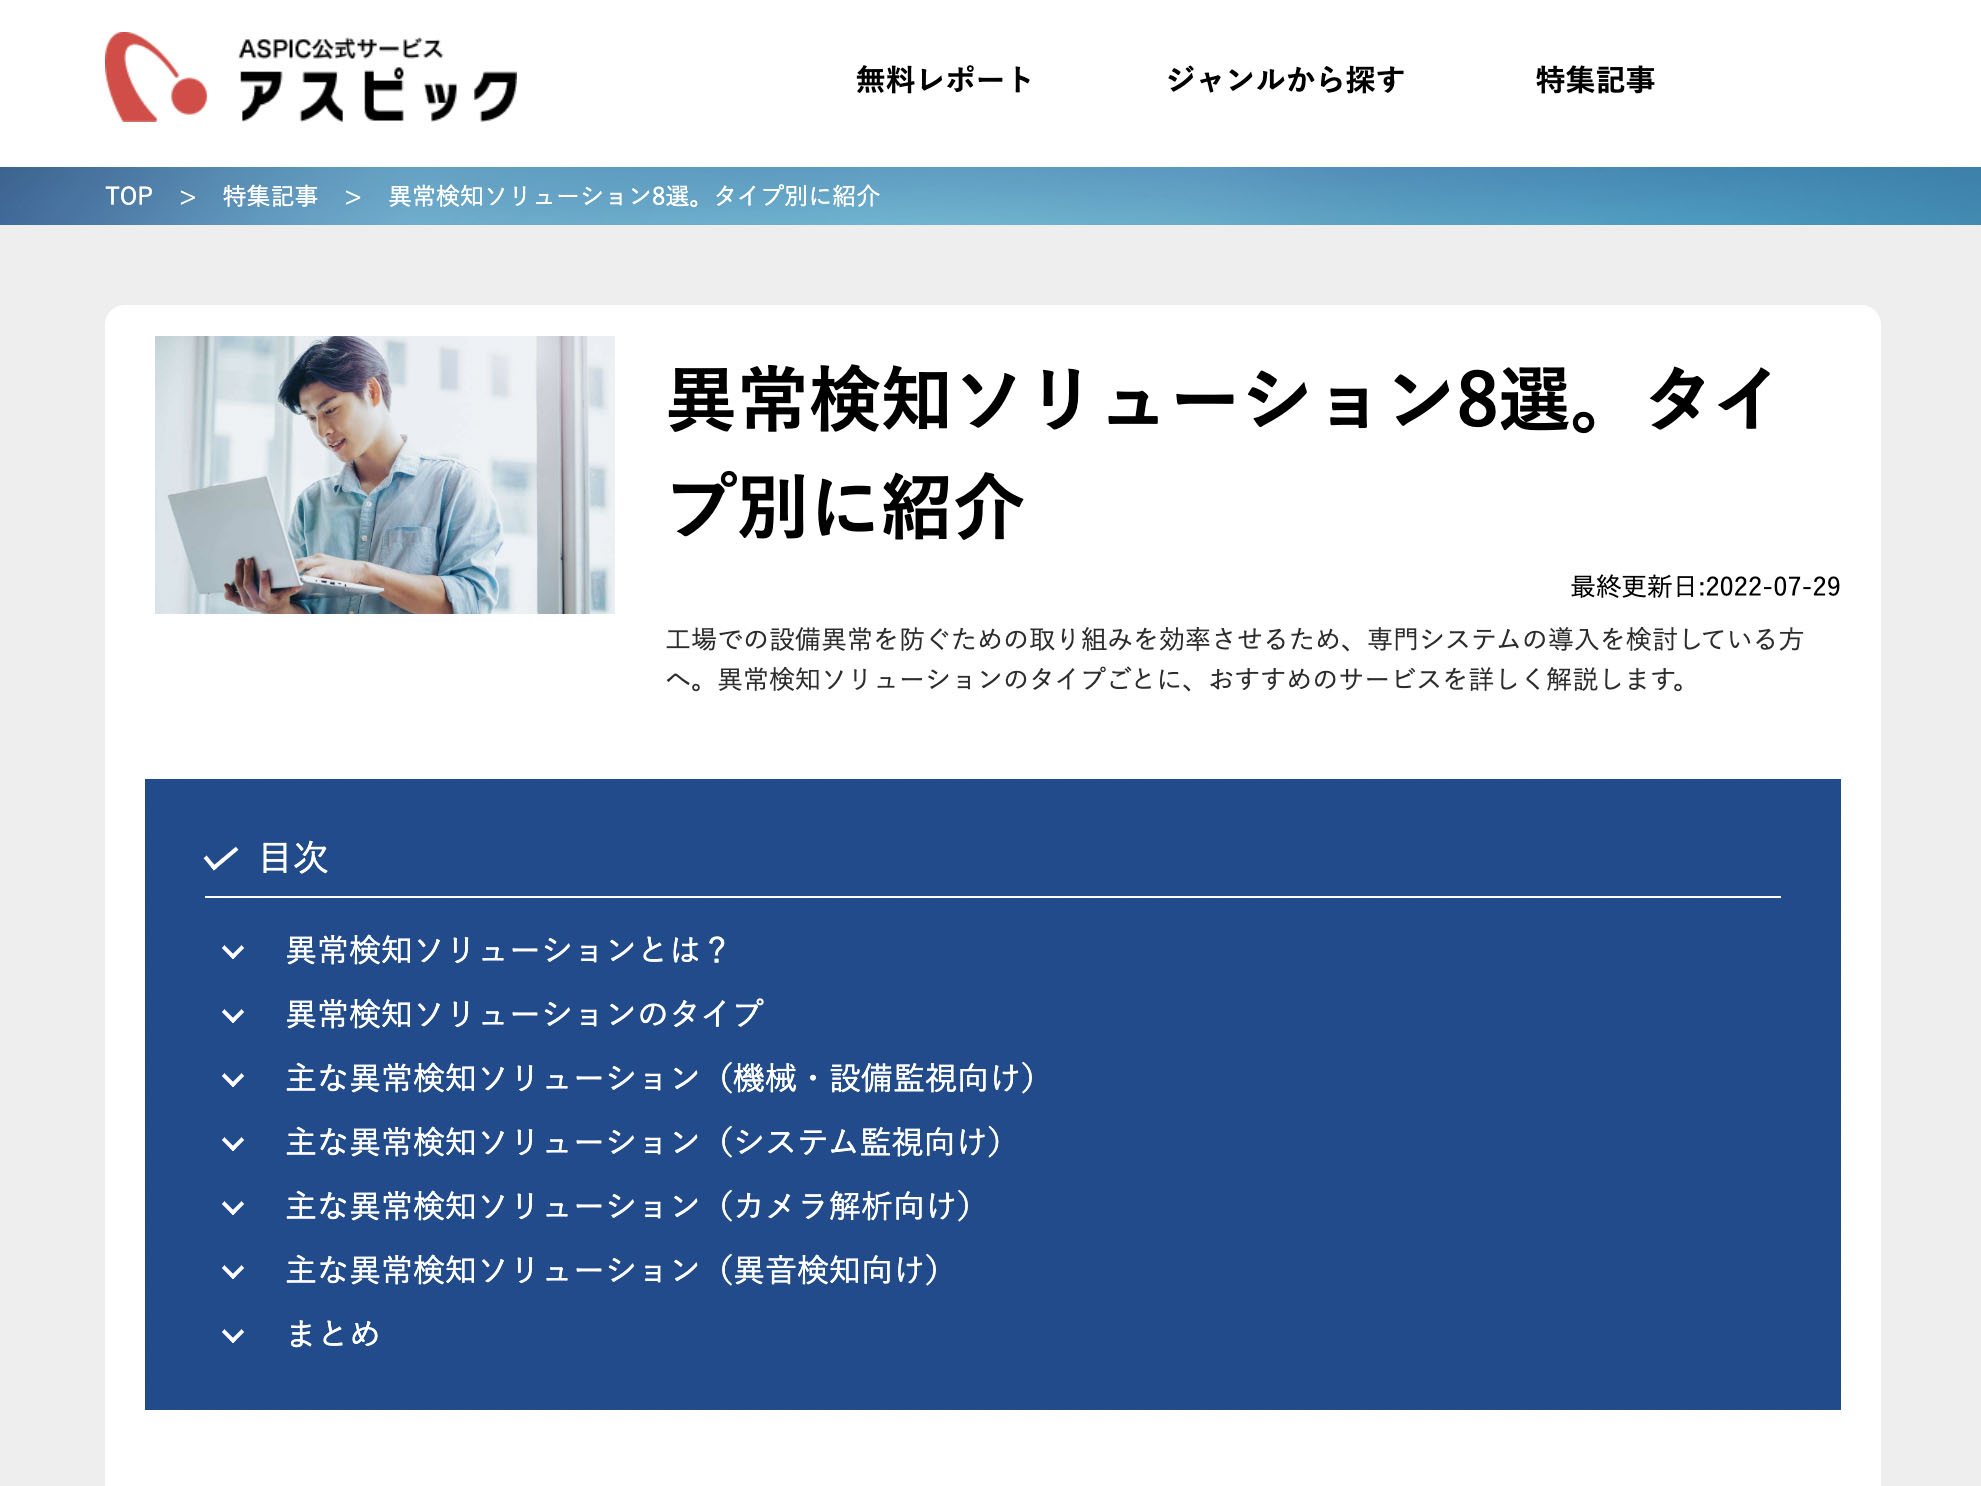 ASPIC公式サービス
アスピック
無料レポート
ジャンルから探す
特集記事
TOP > 特集記事 > 異常検知ソリューション8選。タイプ別に紹介
異常検知ソリューション8選。タイ
プ別に紹介
最終更新日:2022-07-29
工場での設備異常を防ぐための取り組みを効率させるため、専門システムの導入を検討している方
へ。異常検知ソリューションのタイプごとに、おすすめのサービスを詳しく解説します。
目次
異常検知ソリューションとは？
異常検知ソリューションのタイプ
主な異常検知ソリューション（機械・設備監視向け）
主な異常検知ソリューション（システム監視向け）
主な異常検知ソリューション（カメラ解析向け）
主な異常検知ソリューション（異音検知向け）
まとめ